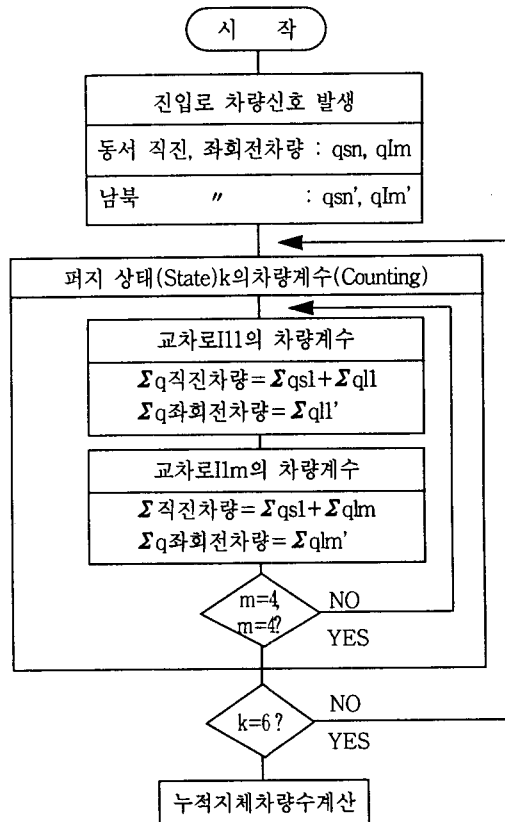 시 작
진입로 차량신호 발생
동서 직진, 좌회전차량 : qsn, qlm
남북 〃 : qsn', qlm'
퍼지 상태(State)k의차량계수(Counting)
교차로I11의 차량계수
Σq직진차량=Σqs1+Σql1
Σq좌회전차량=Σql1'
교차로I1m의 차량계수
Σ직진차량=Σqs1+Σqlm
Σq좌회전차량=Σqlm'
m=4,
m=4?
NO
YES
k=6?
NO
YES
누적지체차량수계산